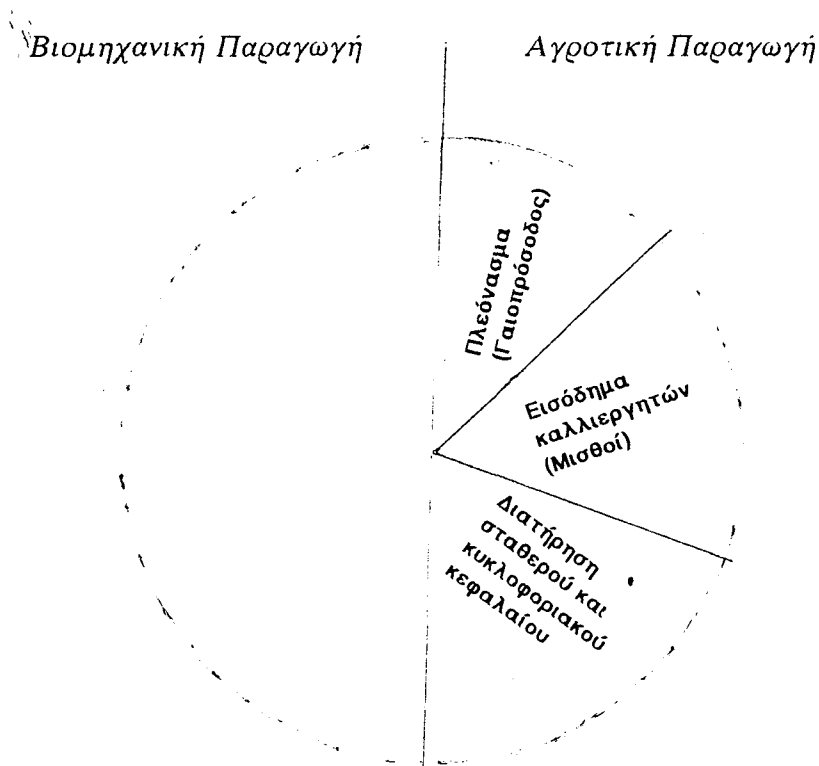 Βιομηχανική Παραγωγή
Αγροτική Παραγωγή
Πλεόνασμα
(Γαιοπρόσοδος)
Εισόδημα
καλλιεργητών
(Μισθοί)
Διατήρηση
σταθερού και
κυκλοφοριακού
κεφαλαίου